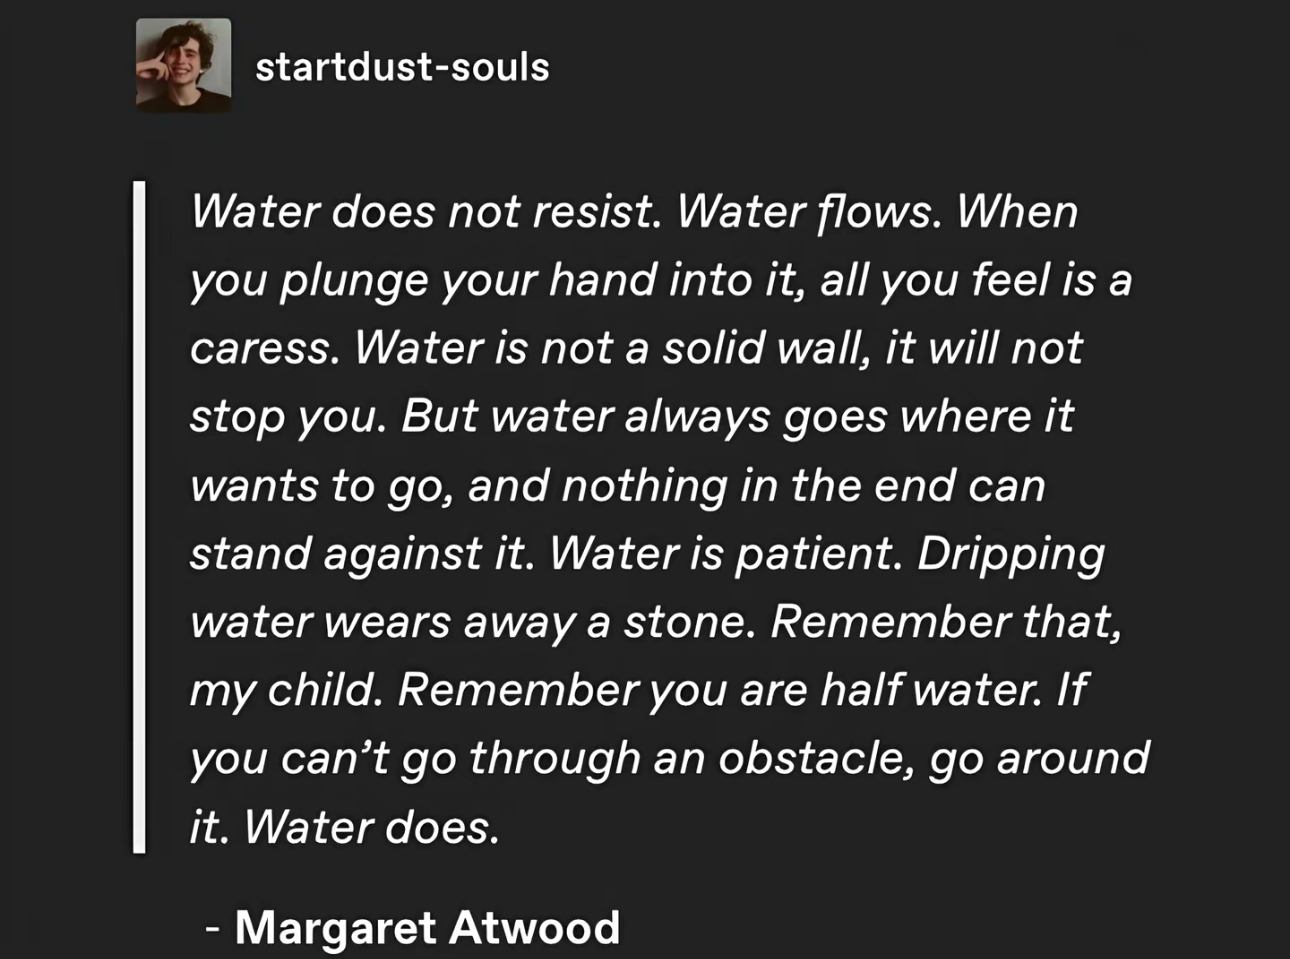 startdust-souls
Water does not resist. Water flows. When
you plunge your hand into it, all you feel is a
caress. Water is not a solid wall, it will not
stop you. But water always goes where it
wants to go, and nothing in the end can
stand against it. Water is patient. Dripping
water wears away a stone. Remember that,
my child. Remember you are half water. If
you can’t go through an obstacle, go around
it. Water does.
- Margaret Atwood